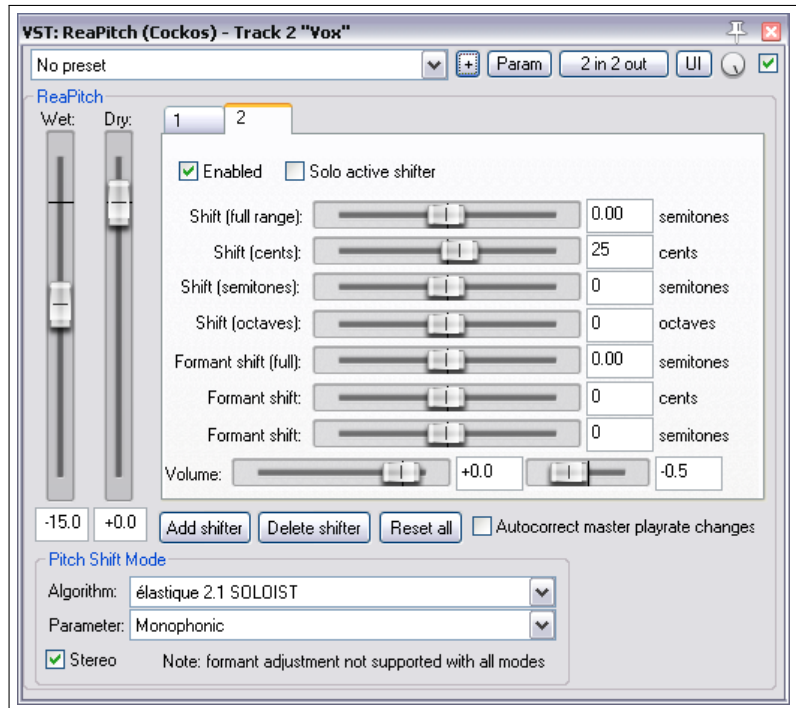 VST: ReaPitch (Cockos) - Track 2 "Vox"
No preset + Param 2 in 2 out UI
ReaPitch
Wet: Dry: 1 2
Enabled Solo active shifter
Shift (full range): 0.00 semitones
Shift (cents): 25 cents
Shift (semitones): 0 semitones
Shift (octaves): 0 octaves
Formant shift (full): 0.00 semitones
Formant shift: 0 cents
Formant shift: 0 semitones
Volume: +0.0 -0.5
-15.0 +0.0 Add shifter Delete shifter Reset all Autocorrect master playrate changes
Pitch Shift Mode
Algorithm: élastique 2.1 SOLOIST
Parameter: Monophonic
Stereo Note: formant adjustment not supported with all modes